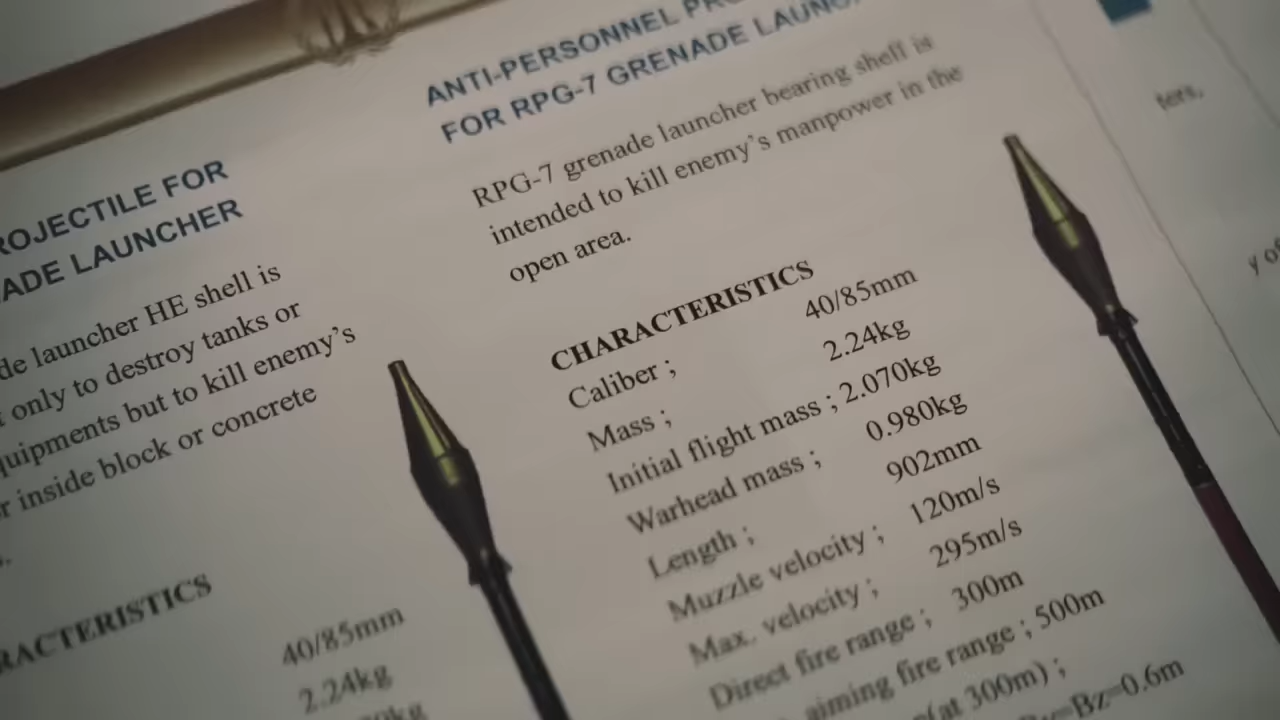 ROJECTILE FOR
ADE LAUNCHER
de launcher HE shell is
only to destroy tanks or
quipments but to kill enemy's
r inside block or concrete
RACTERISTICS
40/85mm
2.24kg
ANTI-PERSONNEL
FOR RPG-7 GRENADE
RPG-7 grenade launcher bearing shell is
intended to kill enemy's manpower in the
open area.
CHARACTERISTICS
Caliber ; 40/85mm
Mass ; 2.24kg
Initial flight mass ; 2.070kg
Warhead mass ; 0.980kg
Length ; 902mm
Muzzle velocity ; 120m/s
Max. velocity ; 295m/s
Direct fire range ; 300m
aiming fire range ; 500m
(at 300m) ;
Bz=0.6m
ters,
y of